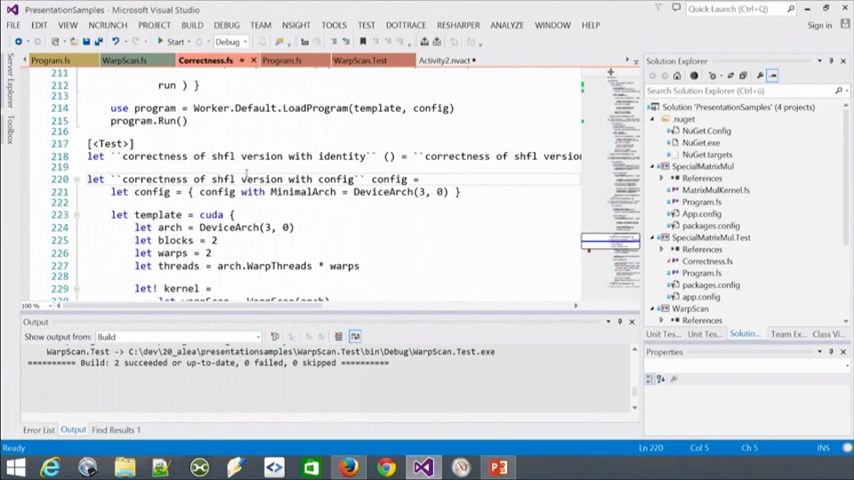 PresentationSamples - Microsoft Visual Studio
Quick Launch (Ctrl+Q)
FILE EDIT VIEW NCRUNCH PROJECT BUILD DEBUG TEAM NSIGHT TOOLS TEST DOTTRACE RESHARPER ANALYZE WINDOW HELP
Sign in
Start Debug
Server Explorer Toolbox
Program.fs WarpScan.fs Correctness.fs Program.fs WarpScan.Test Activity2.nvact
211
212 run ) }
214 use program = Worker.Default.LoadProgram(template, config)
215 program.Run()
216
217 [<Test>]
218 let ``correctness of shfl version with identity`` () = ``correctness of shfl version
219
220 let ``correctness of shfl version with config`` config =
221 let config = { config with MinimalArch = DeviceArch(3, 0) }
223 let template = cuda {
224 let arch = DeviceArch(3, 0)
225 let blocks = 2
226 let warps = 2
227 let threads = arch.WarpThreads * warps
228
229 let! kernel =
100 %
Solution Explorer
Search Solution Explorer (Ctrl+ü)
Solution 'PresentationSamples' (4 projects)
.nuget
NuGet.Config
NuGet.exe
NuGet.targets
SpecialMatrixMul
References
MatrixMulKernel.fs
Program.fs
App.config
packages.config
SpecialMatrixMul.Test
References
Correctness.fs
Program.fs
packages.config
app.config
WarpScan
References
Unit Tes... Unit Tes... Solutio... Team Ex... Class Vi...
Properties
Output
Show output from: Build
WarpScan.Test -> C:\dev\20_alea\presentationsamples\WarpScan.Test\bin\Debug\WarpScan.Test.exe
========== Build: 2 succeeded or up-to-date, 0 failed, 0 skipped ==========
Error List Output Find Results 1
Ready Ln 220 Col 5 Ch 5 INS